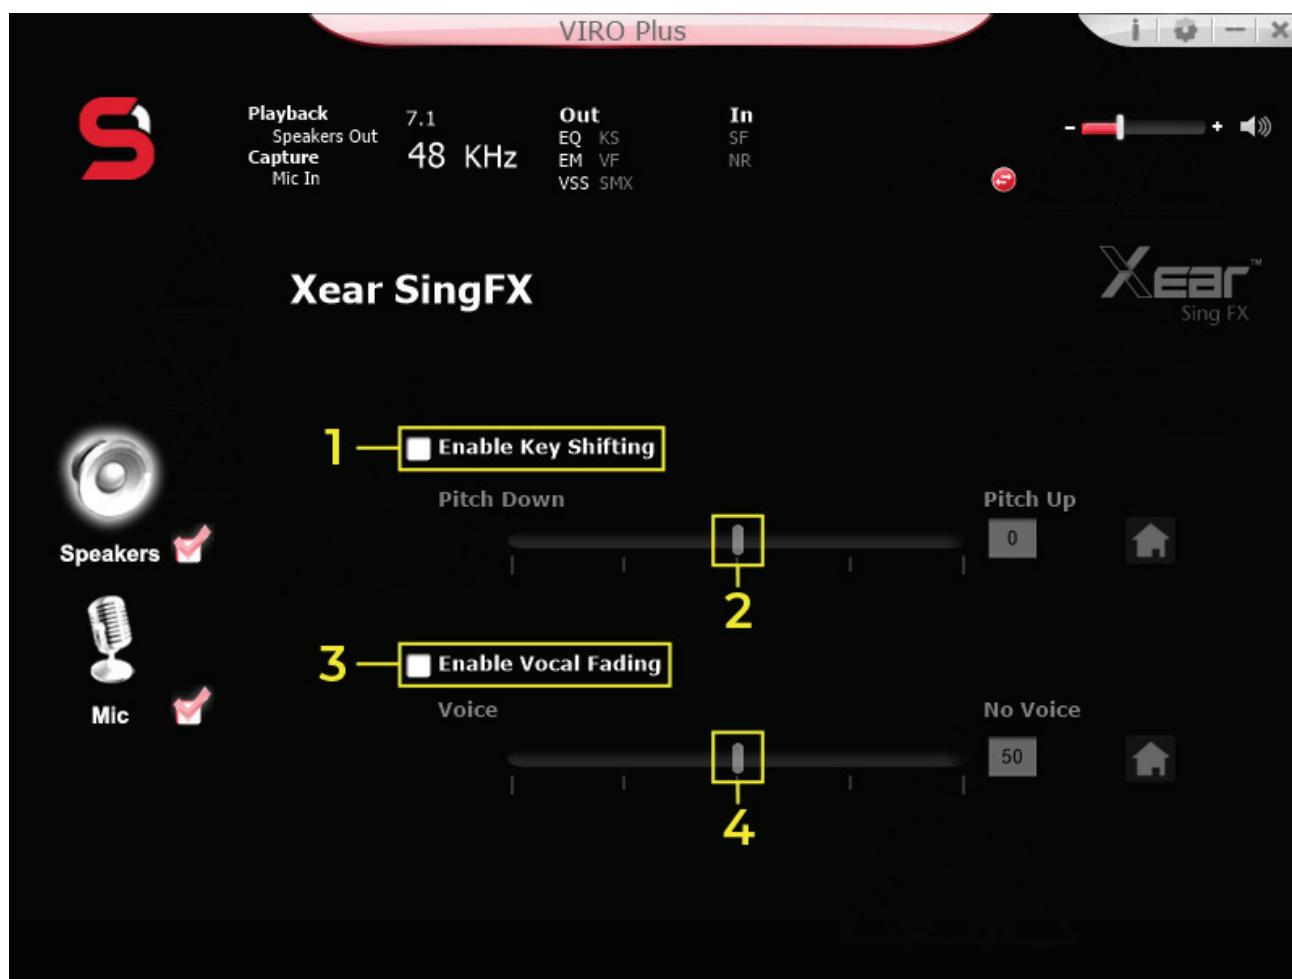 VIRO Plus
i
Playback 7.1 Out In
Speakers Out EQ KS SF
Capture 48 KHz EM VF NR
Mic In VSS SMX
- +
Xear SingFX
Xear™
Sing FX
1 Enable Key Shifting
Pitch Down Pitch Up
0
Speakers
2
3 Enable Vocal Fading
Mic
Voice No Voice
50
4